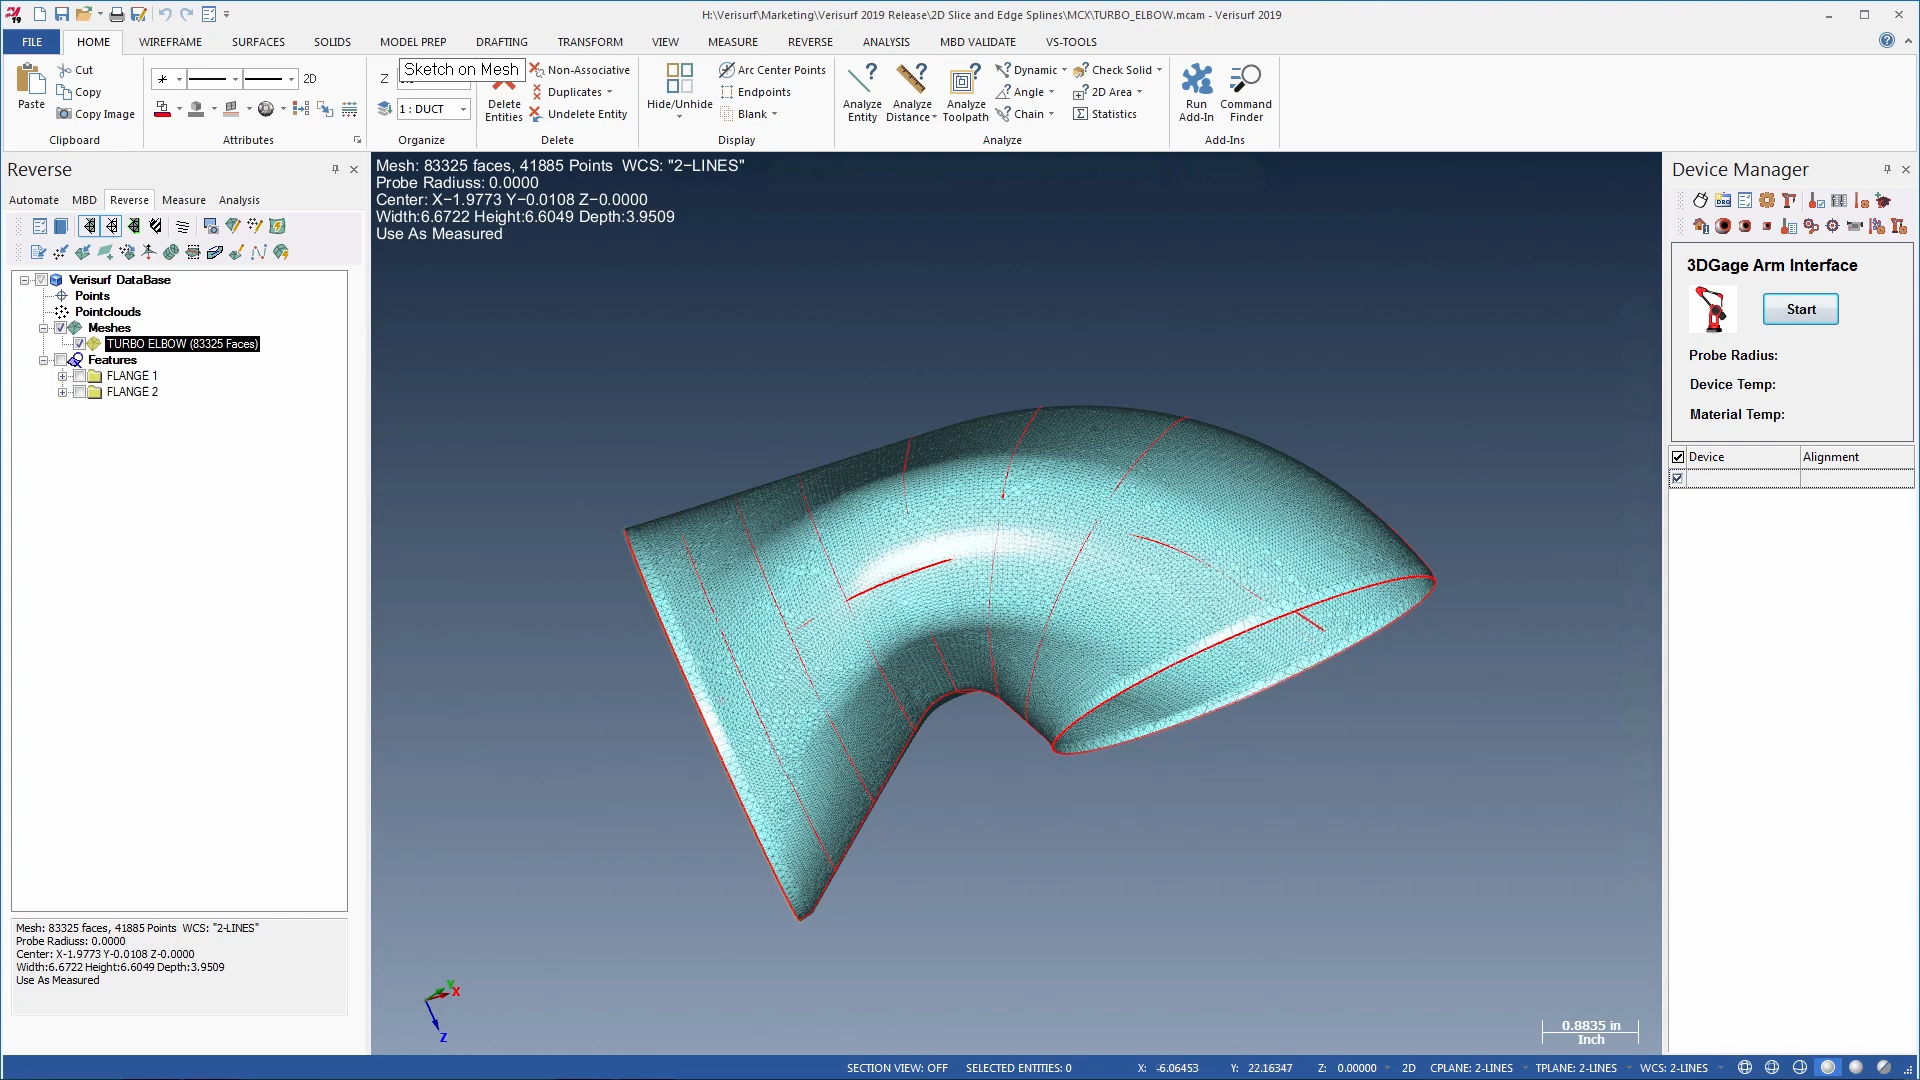 H:\Verisurf\Marketing\Verisurf 2019 Release\2D Slice and Edge Splines\MCX\TURBO_ELBOW.mcam - Verisurf 2019
FILE HOME WIREFRAME SURFACES SOLIDS MODEL PREP DRAFTING TRANSFORM VIEW MEASURE REVERSE ANALYSIS MBD VALIDATE VS-TOOLS
Paste
Cut
Copy
Copy Image
Clipboard
2D
Attributes
Z
Sketch on Mesh
1 : DUCT
Organize
Delete
Entities
Non-Associative
Duplicates
Undelete Entity
Delete
Hide/Unhide
Arc Center Points
Endpoints
Blank
Display
Analyze
Entity
Analyze
Distance
Analyze
Toolpath
Dynamic
Angle
Chain
Check Solid
2D Area
Statistics
Analyze
Run
Add-In
Command
Finder
Add-Ins
Reverse
Automate MBD Reverse Measure Analysis
Verisurf DataBase
Points
Pointclouds
Meshes
TURBO ELBOW (83325 Faces)
Features
FLANGE 1
FLANGE 2
Mesh: 83325 faces, 41885 Points WCS: "2-LINES"
Probe Radiuss: 0.0000
Center: X-1.9773 Y-0.0108 Z-0.0000
Width:6.6722 Height:6.6049 Depth:3.9509
Use As Measured
Mesh: 83325 faces, 41885 Points WCS: "2-LINES"
Probe Radiuss: 0.0000
Center: X-1.9773 Y-0.0108 Z-0.0000
Width:6.6722 Height:6.6049 Depth:3.9509
Use As Measured
Y
X
Z
0.8835 in
Inch
Device Manager
3DGage Arm Interface
Start
Probe Radius:
Device Temp:
Material Temp:
Device Alignment
SECTION VIEW: OFF SELECTED ENTITIES: 0 X: -6.06453 Y: 22.16347 Z: 0.00000 2D CPLANE: 2-LINES TPLANE: 2-LINES WCS: 2-LINES